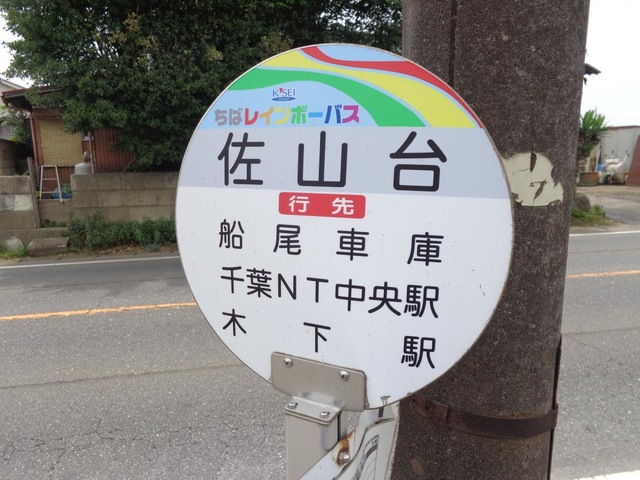 KeiSEI
ちばレインボーバス
佐山台
行先
船尾車庫
千葉NT中央駅
木下駅